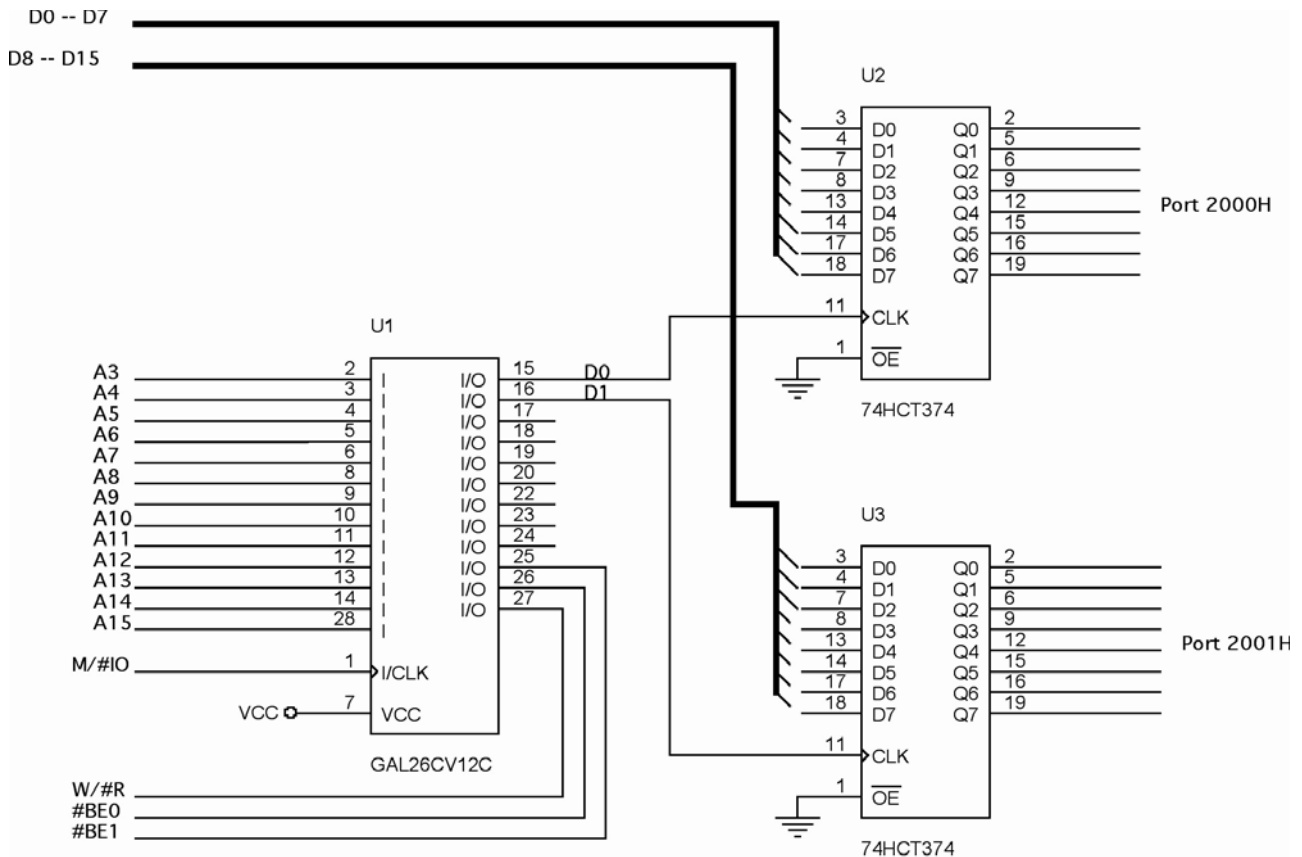 D0 -- D7
D8 -- D15
U2
3 D0 Q0 2
4 D1 Q1 5
7 D2 Q2 6
8 D3 Q3 9
13 D4 Q4 12
14 D5 Q5 15
17 D6 Q6 16
18 D7 Q7 19
Port 2000H
11 CLK
1 OE
74HCT374
U1
A3 2 I I/O 15 D0
A4 3 I I/O 16 D1
A5 4 I I/O 17
A6 5 I I/O 18
A7 6 I I/O 19
A8 8 I I/O 20
A9 9 I I/O 22
A10 10 I I/O 23
A11 11 I I/O 24
A12 12 I I/O 25
A13 13 I I/O 26
A14 14 I I/O 27
A15 28 I
M/#IO 1 I/CLK
VCC 7 VCC
GAL26CV12C
W/#R
#BE0
#BE1
U3
3 D0 Q0 2
4 D1 Q1 5
7 D2 Q2 6
8 D3 Q3 9
13 D4 Q4 12
14 D5 Q5 15
17 D6 Q6 16
18 D7 Q7 19
Port 2001H
11 CLK
1 OE
74HCT374